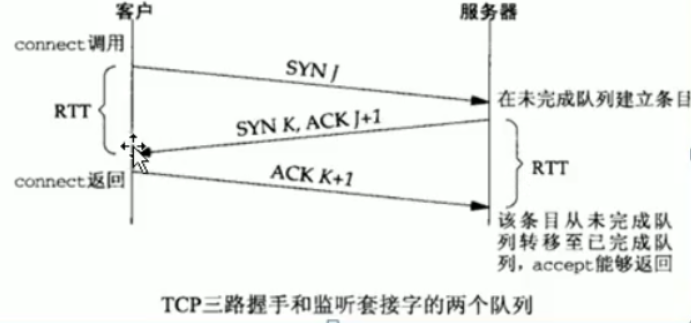 客户
服务器
connect调用
SYN J
在未完成队列建立条目
RTT
SYN K, ACK J+1
RTT
connect返回
ACK K+1
该条目从未完成队
列转移至已完成队
列，accept能够返回
TCP三路握手和监听套接字的两个队列